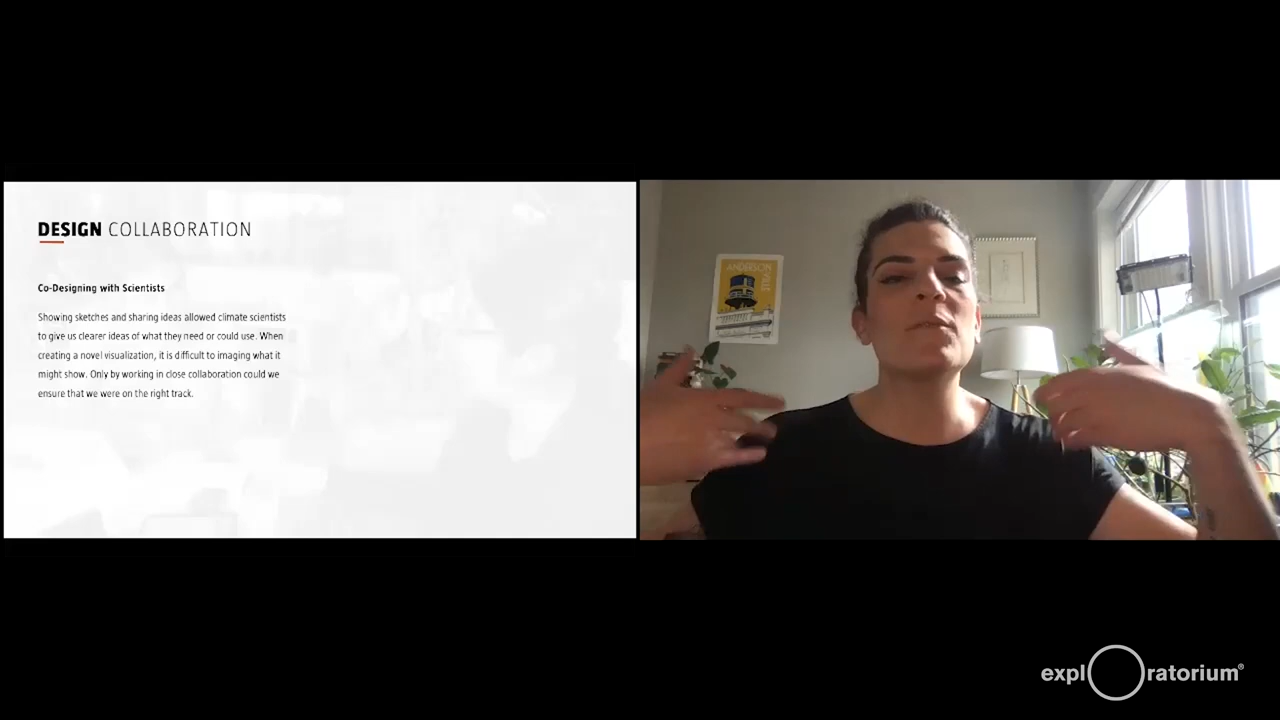 DESIGN COLLABORATION
Co-Designing with Scientists
Showing sketches and sharing ideas allowed climate scientists
to give us clearer ideas of what they need or could use. When
creating a novel visualization, it is difficult to imaging what it
might show. Only by working in close collaboration could we
ensure that we were on the right track.
ANDERSON
VILLE
expl ratorium®